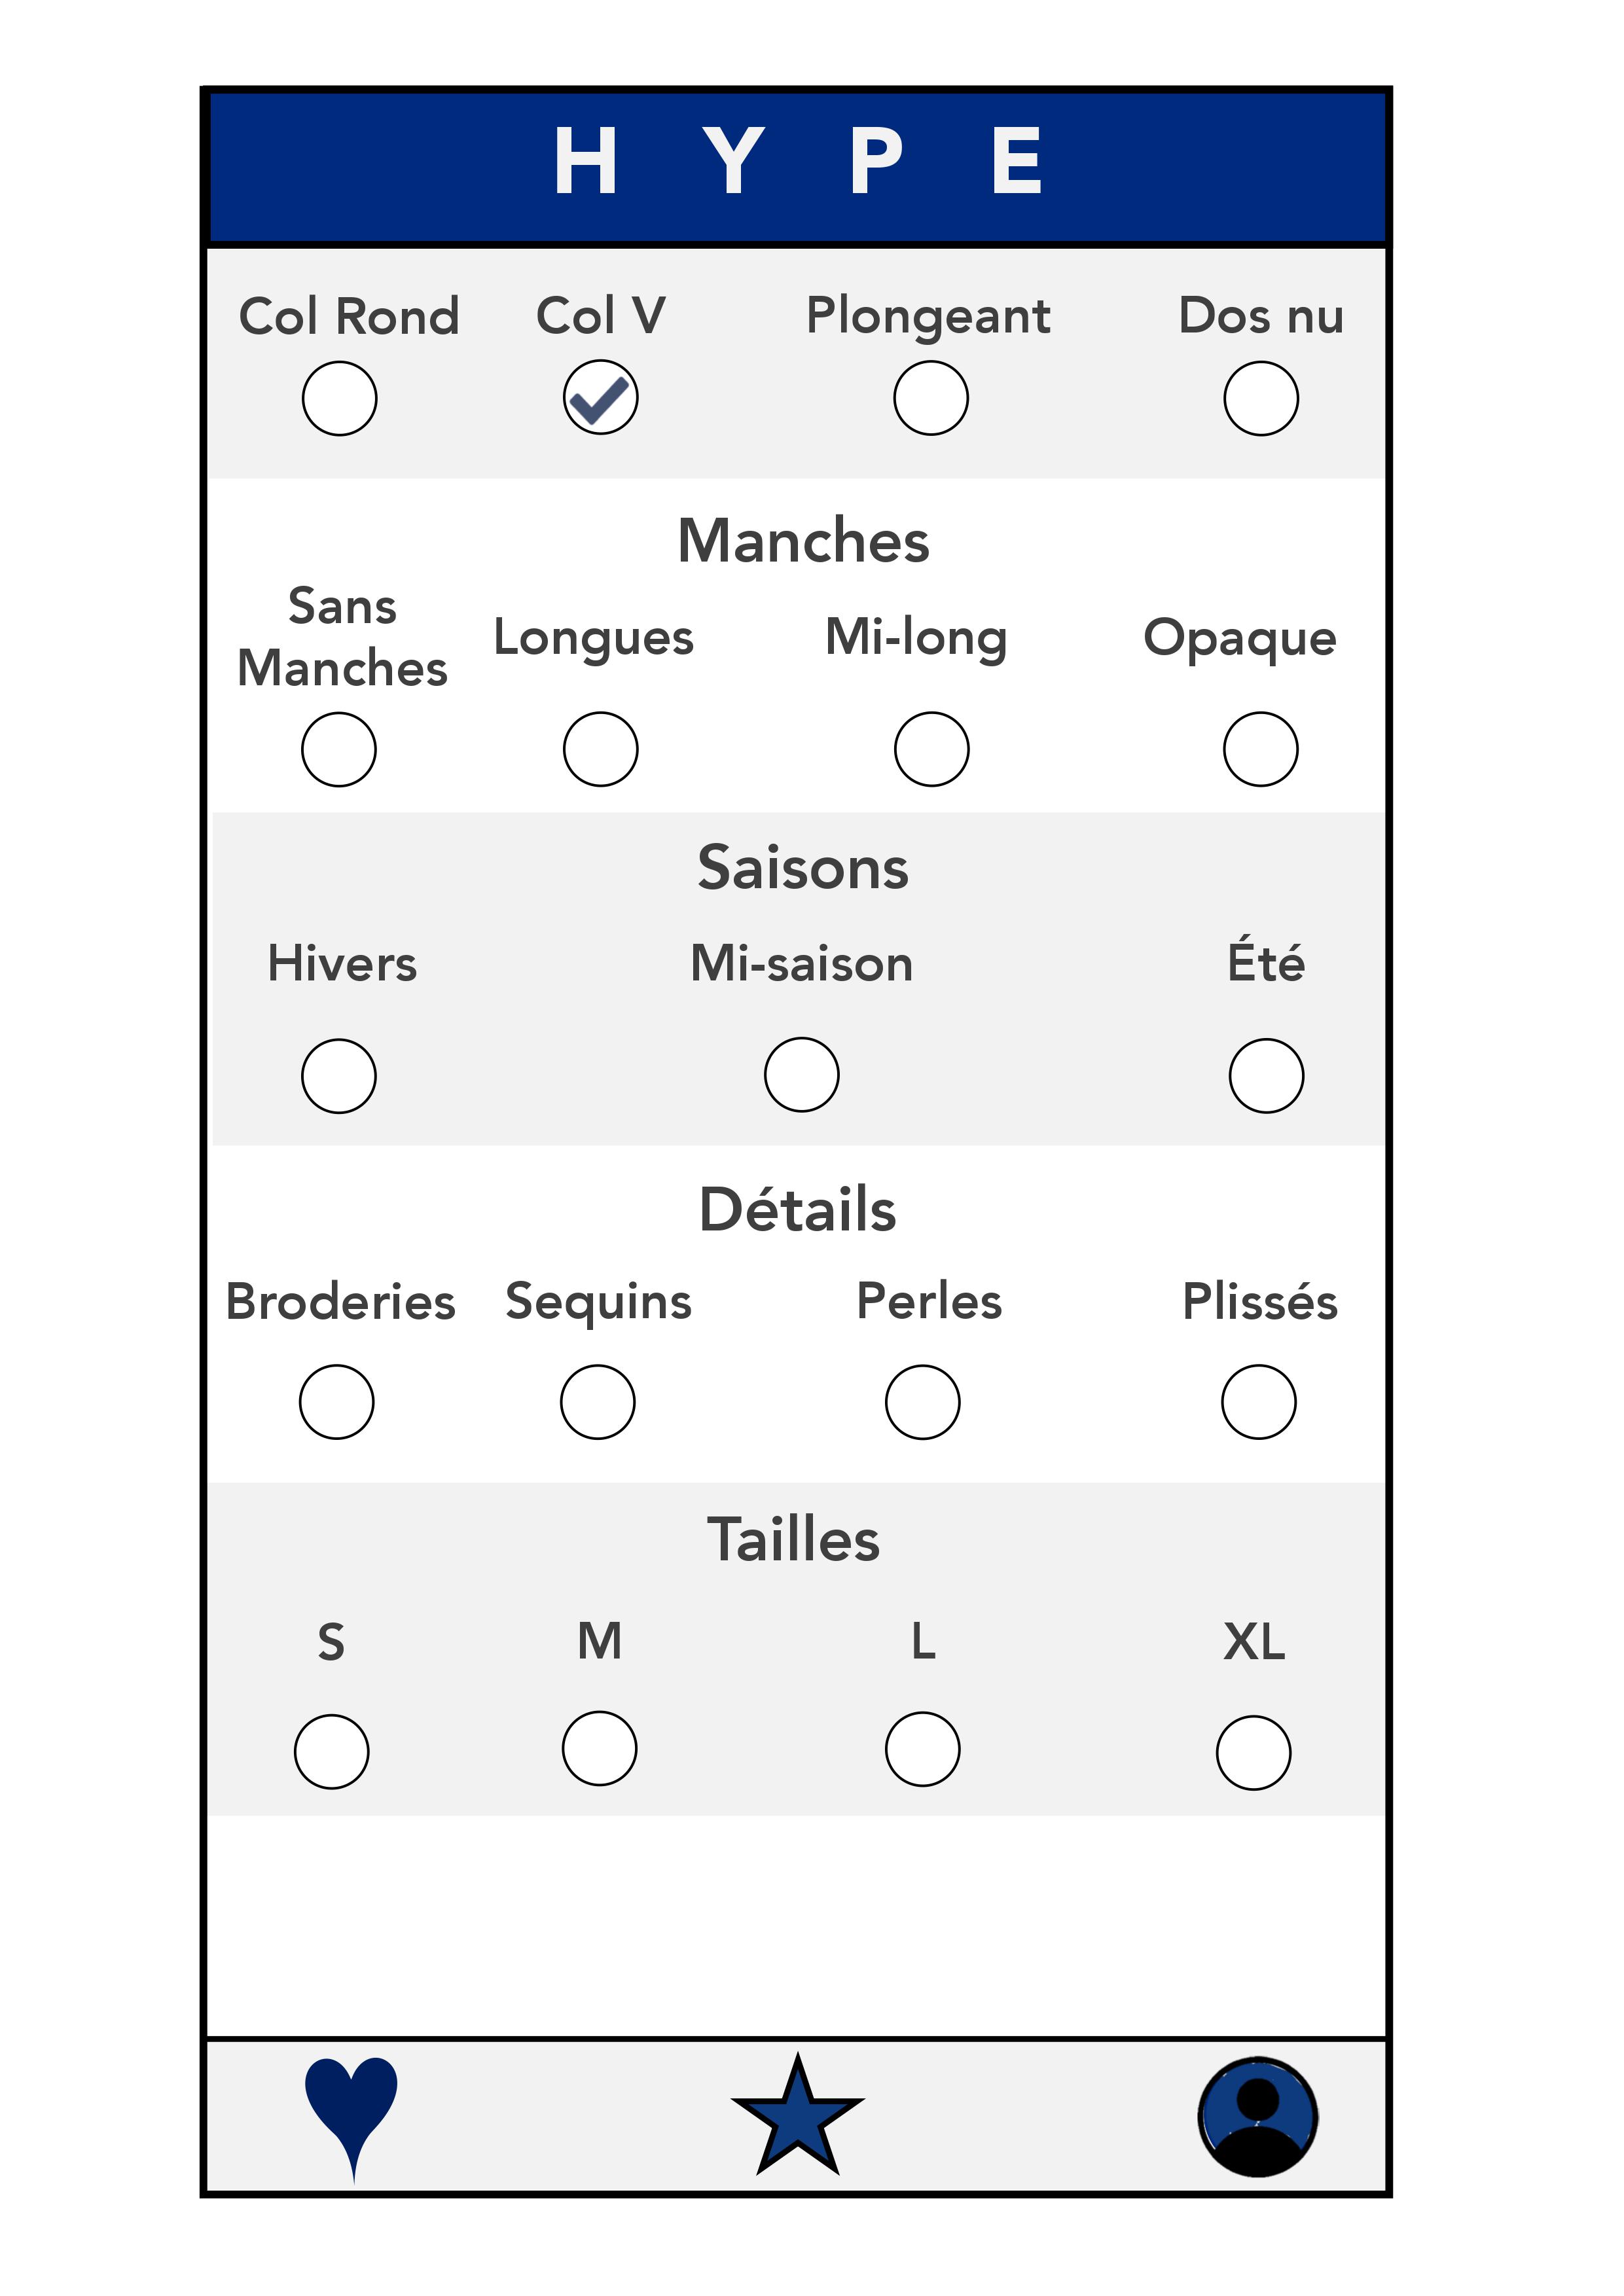 H Y P E
Col Rond Col V Plongeant Dos nu
Manches
Sans Manches Longues Mi-long Opaque
Saisons
Hivers Mi-saison Été
Détails
Broderies Sequins Perles Plissés
Tailles
S M L XL